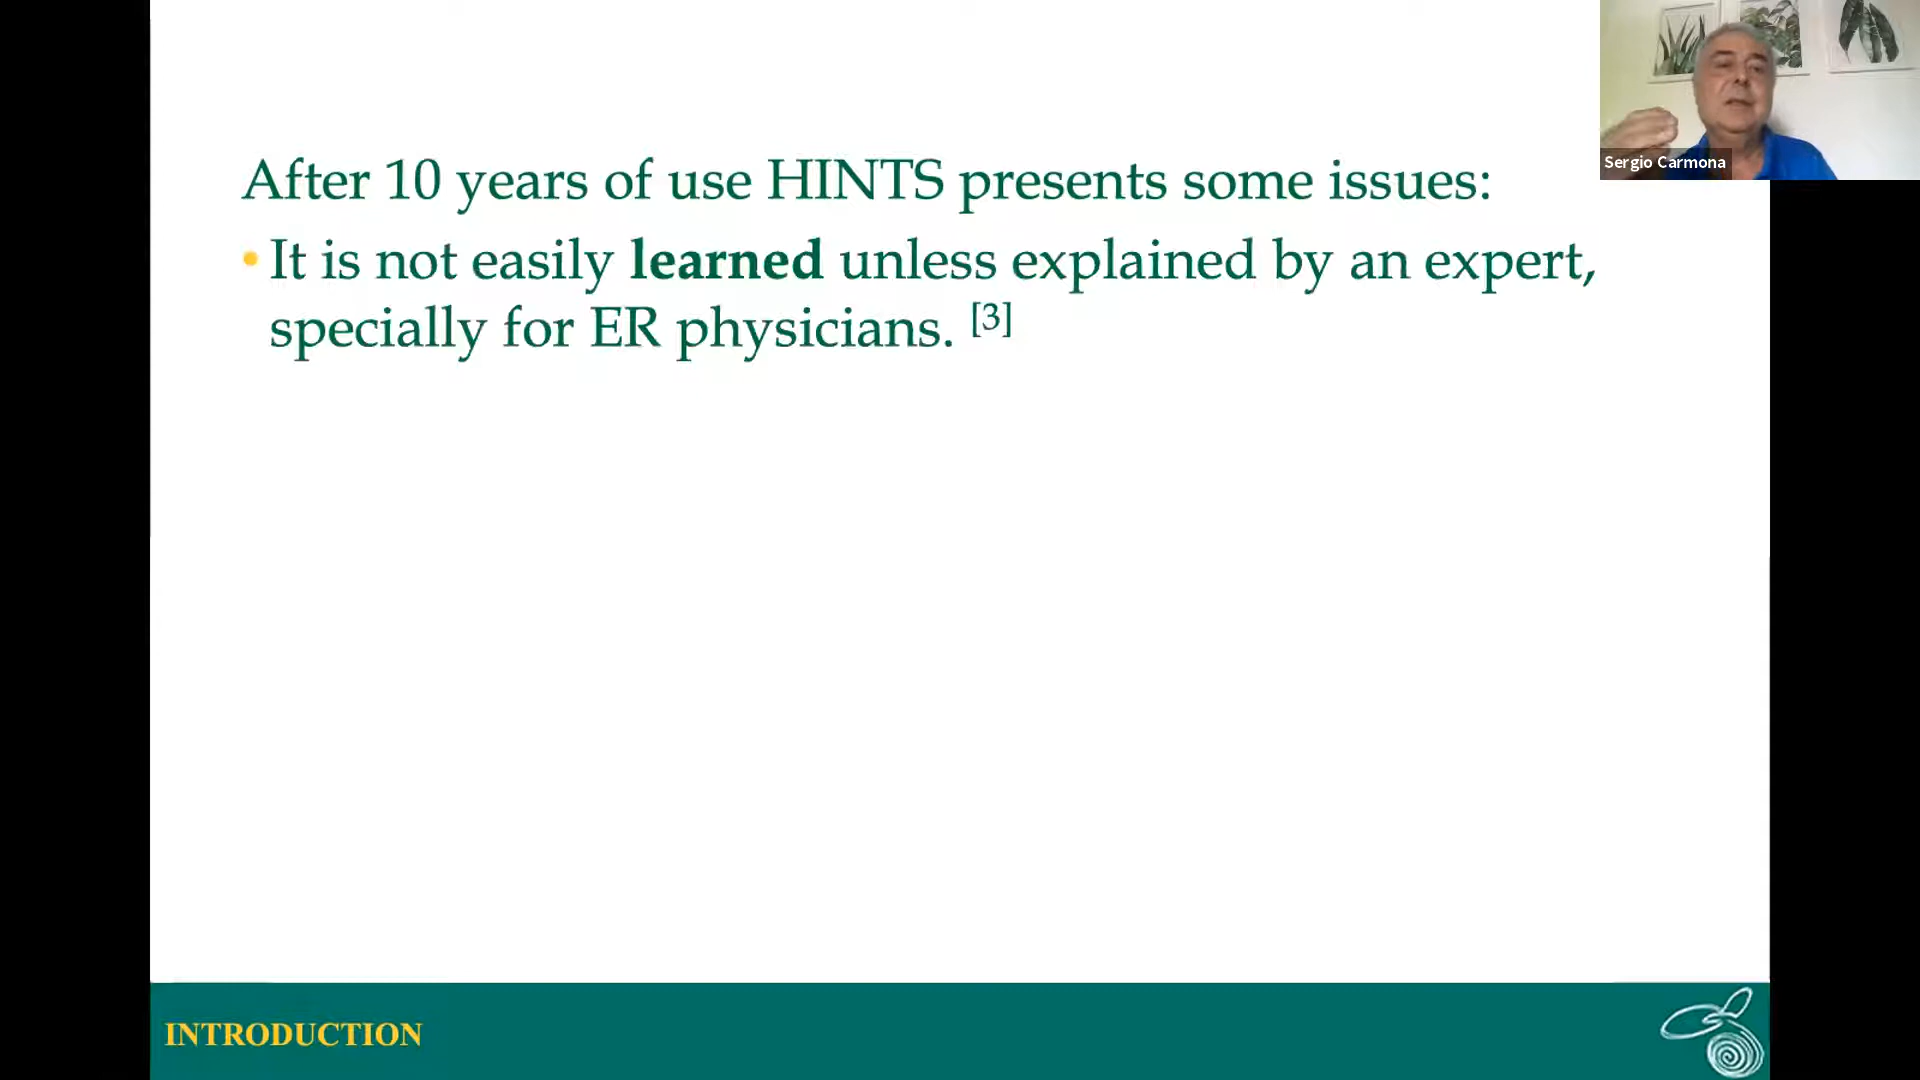 After 10 years of use HINTS presents some issues:
• It is not easily learned unless explained by an expert,
specially for ER physicians. [3]
Sergio Carmona
INTRODUCTION